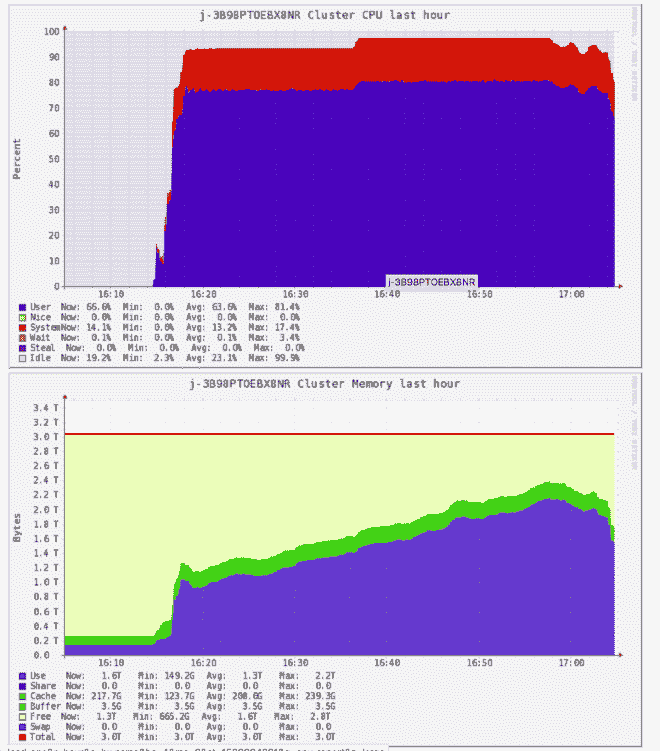 j-3B98PTOEBX8NR Cluster CPU last hour
100
90
80
70
60
50
40
30
20
10
0
Percent
16:10 16:20 16:30 16:40 16:50 17:00
j-3B98PTOEBX8NR
User Now: 66.6% Min: 0.0% Avg: 63.6% Max: 81.4%
Nice Now: 0.0% Min: 0.0% Avg: 0.0% Max: 0.0%
System Now: 14.1% Min: 0.0% Avg: 13.2% Max: 17.4%
Wait Now: 0.1% Min: 0.0% Avg: 0.1% Max: 3.4%
Steal Now: 0.0% Min: 0.0% Avg: 0.0% Max: 0.0%
Idle Now: 19.2% Min: 2.3% Avg: 23.1% Max: 99.9%
j-3B98PTOEBX8NR Cluster Memory last hour
3.4 T
3.2 T
3.0 T
2.8 T
2.6 T
2.4 T
2.2 T
2.0 T
1.8 T
1.6 T
1.4 T
1.2 T
1.0 T
0.8 T
0.6 T
0.4 T
0.2 T
0.0
Bytes
16:10 16:20 16:30 16:40 16:50 17:00
Use Now: 1.6T Min: 149.2G Avg: 1.3T Max: 2.2T
Share Now: 0.0 Min: 0.0 Avg: 0.0 Max: 0.0
Cache Now: 217.7G Min: 123.7G Avg: 208.0G Max: 239.3G
Buffer Now: 3.5G Min: 3.5G Avg: 3.5G Max: 3.5G
Free Now: 1.3T Min: 665.2G Avg: 1.6T Max: 2.8T
Swap Now: 0.0 Min: 0.0 Avg: 0.0 Max: 0.0
Total Now: 3.0T Min: 3.0T Avg: 3.0T Max: 3.0T